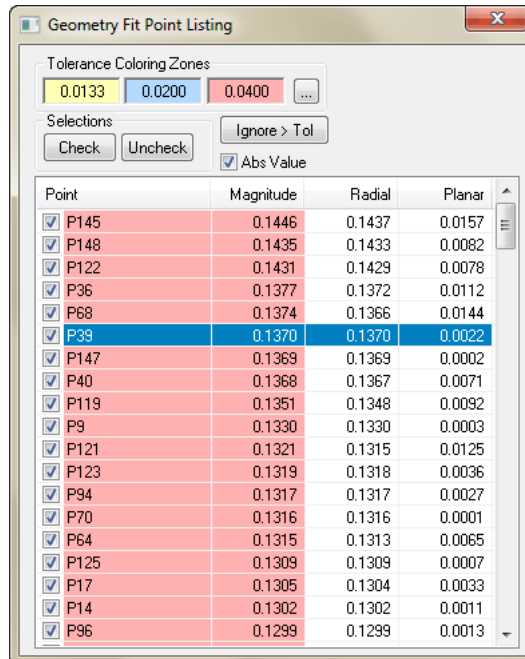 Geometry Fit Point Listing
Tolerance Coloring Zones
0.0133 0.0200 0.0400 ...
Selections
Check Uncheck Ignore > Tol
Abs Value
Point Magnitude Radial Planar
P145 0.1446 0.1437 0.0157
P148 0.1435 0.1433 0.0082
P122 0.1431 0.1429 0.0078
P36 0.1377 0.1372 0.0112
P68 0.1374 0.1366 0.0144
P39 0.1370 0.1370 0.0022
P147 0.1369 0.1369 0.0002
P40 0.1368 0.1367 0.0071
P119 0.1351 0.1348 0.0092
P9 0.1330 0.1330 0.0003
P121 0.1321 0.1315 0.0125
P123 0.1319 0.1318 0.0036
P94 0.1317 0.1317 0.0027
P70 0.1316 0.1316 0.0001
P64 0.1315 0.1313 0.0065
P125 0.1309 0.1309 0.0007
P17 0.1305 0.1304 0.0033
P14 0.1302 0.1302 0.0011
P96 0.1299 0.1299 0.0013